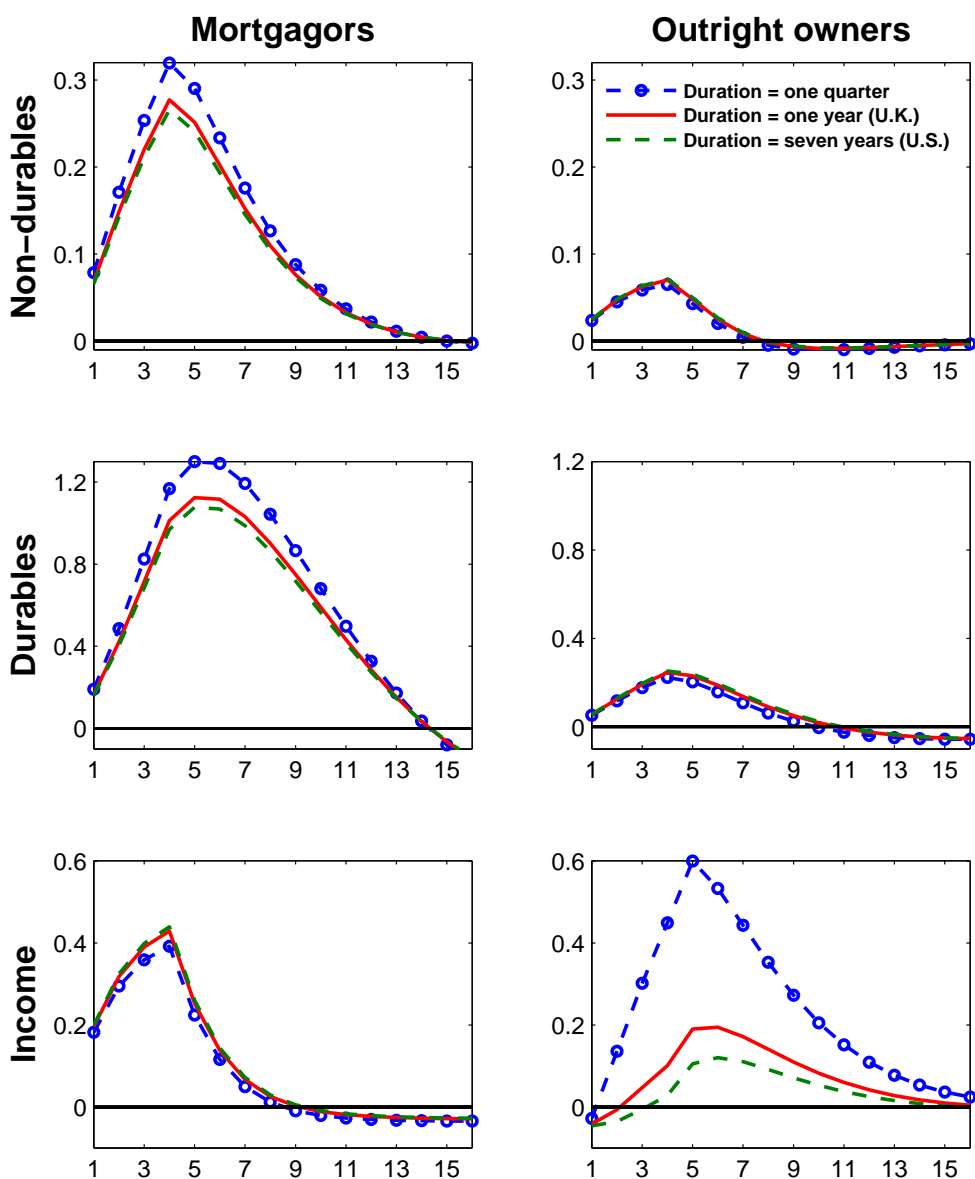 Mortgagors
Outright owners
Non-durables
0.3
0.2
0.1
0
1 3 5 7 9 11 13 15
0.3
0.2
0.1
0
1 3 5 7 9 11 13 15
Duration = one quarter
Duration = one year (U.K.)
Duration = seven years (U.S.)
Durables
1.2
0.8
0.4
0
1 3 5 7 9 11 13 15
1.2
0.8
0.4
0
1 3 5 7 9 11 13 15
Income
0.6
0.4
0.2
0
1 3 5 7 9 11 13 15
0.6
0.4
0.2
0
1 3 5 7 9 11 13 15